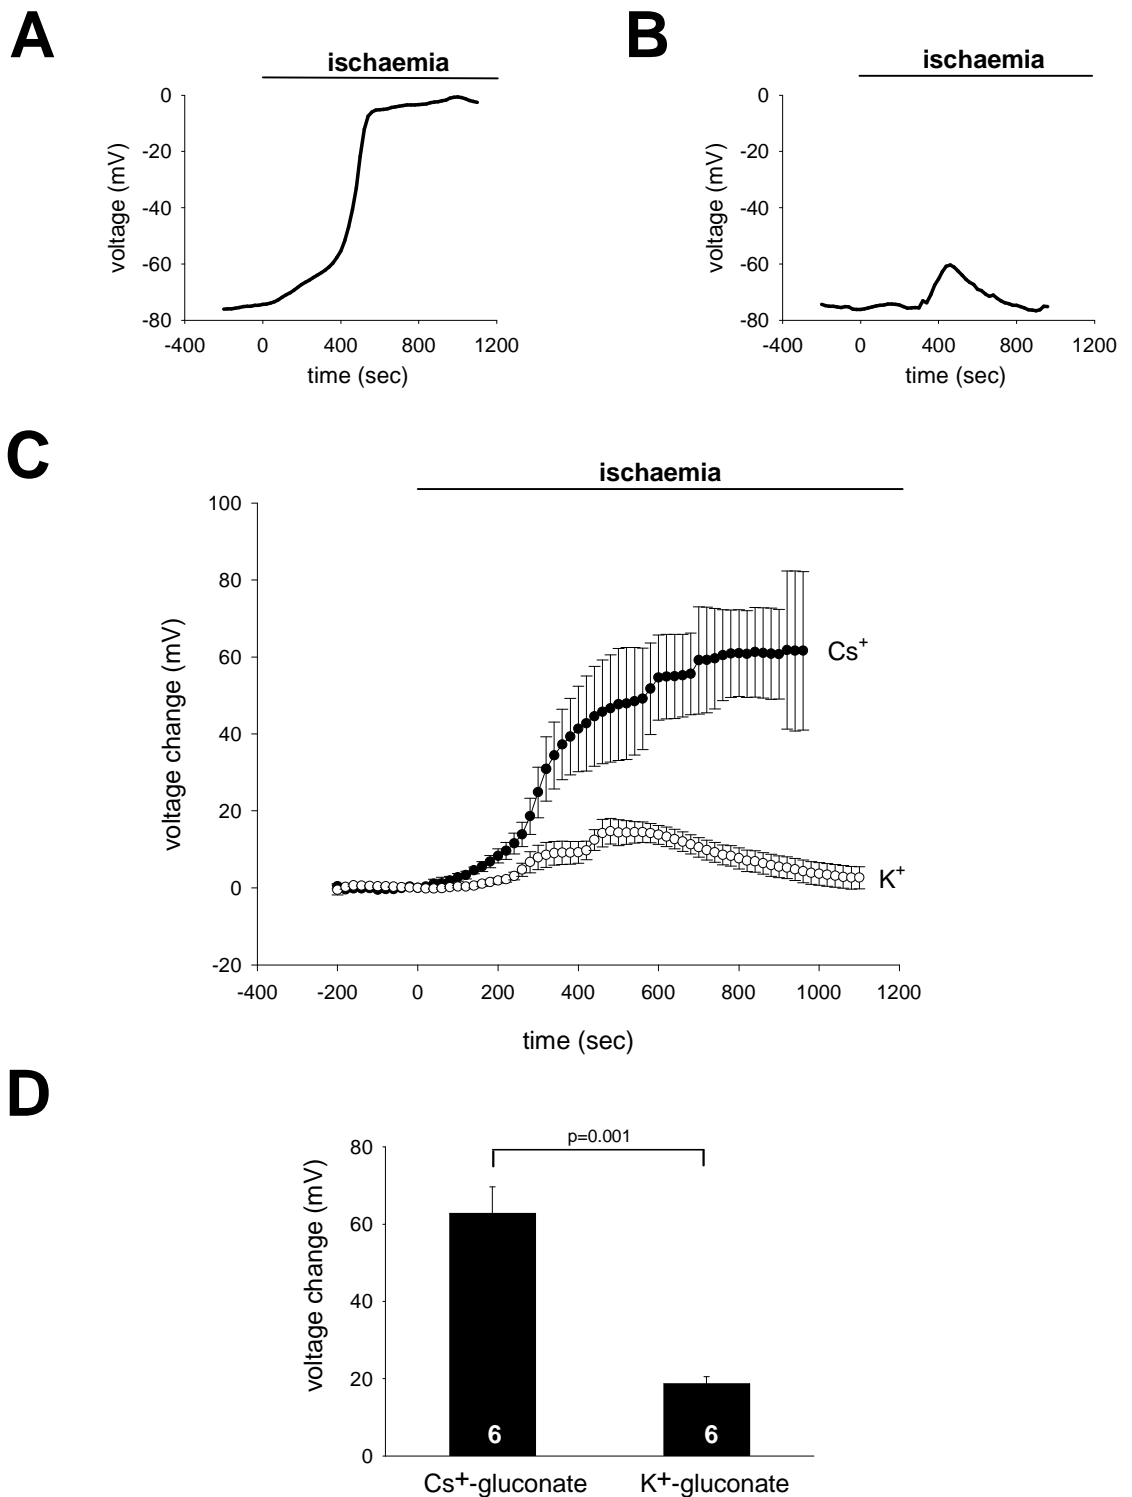 A
B
ischaemia
ischaemia
0
-20
-40
-60
-80
voltage (mV)
-400 0 400 800 1200
time (sec)
0
-20
-40
-60
-80
voltage (mV)
-400 0 400 800 1200
time (sec)
C
ischaemia
100
80
60
40
20
0
-20
voltage change (mV)
Cs⁺
K⁺
-400 -200 0 200 400 600 800 1000 1200
time (sec)
D
p=0.001
80
60
40
20
0
voltage change (mV)
6 6
Cs+-gluconate K+-gluconate